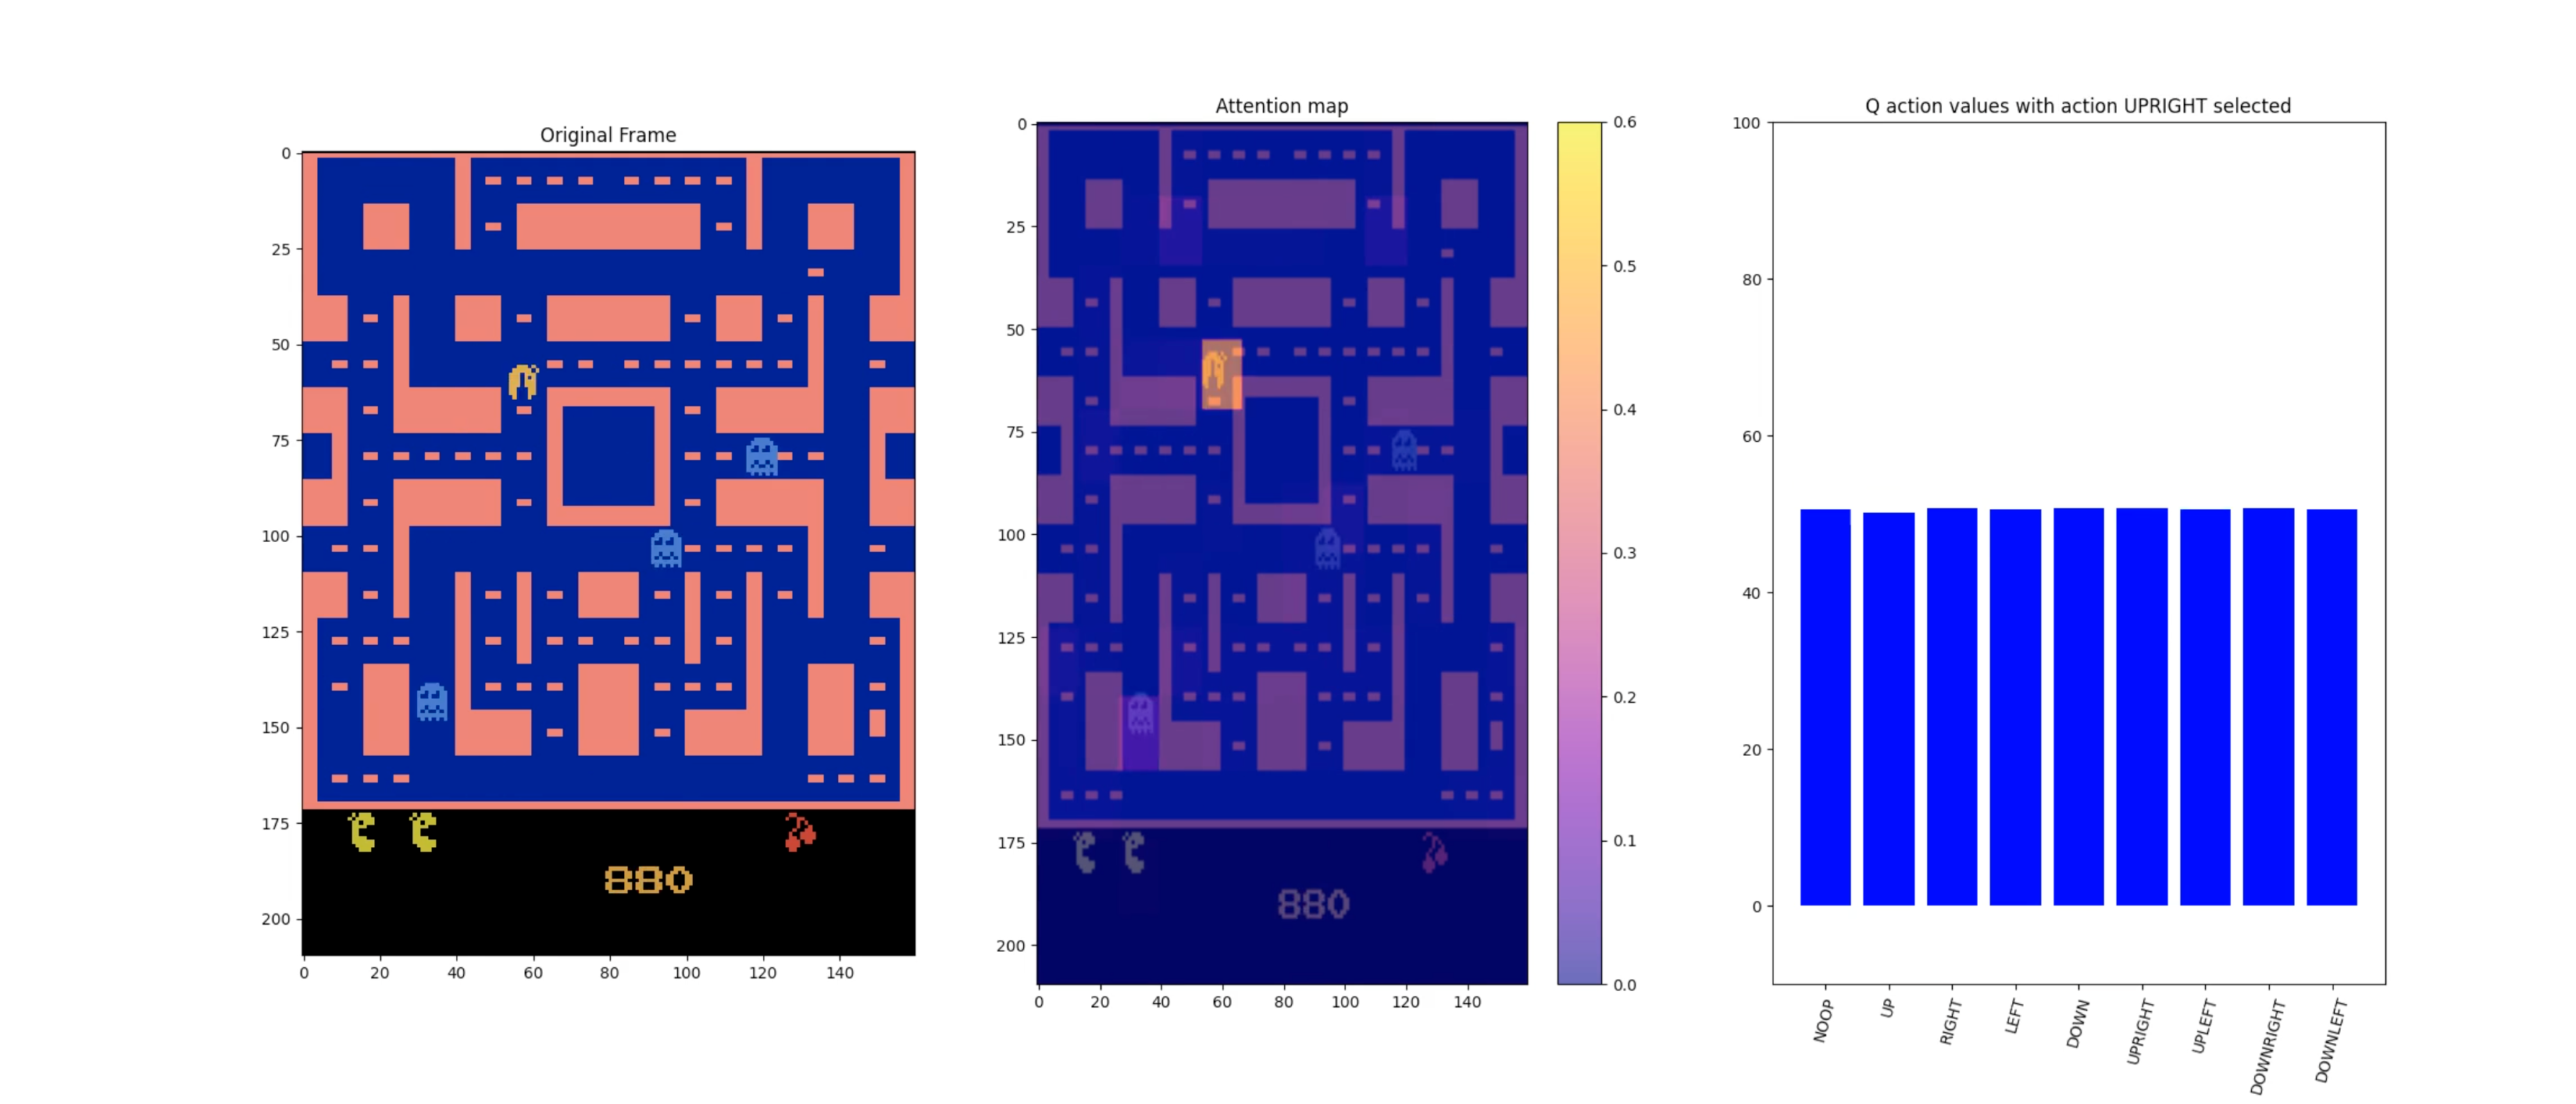 Original Frame
0
25
50
75
100
125
150
175
200
0 20 40 60 80 100 120 140
880
Attention map
0
25
50
75
100
125
150
175
200
0 20 40 60 80 100 120 140
880
0.6
0.5
0.4
0.3
0.2
0.1
0.0
Q action values with action UPRIGHT selected
100
80
60
40
20
0
NOOP
UP
RIGHT
LEFT
DOWN
UPRIGHT
UPLEFT
DOWNRIGHT
DOWNLEFT